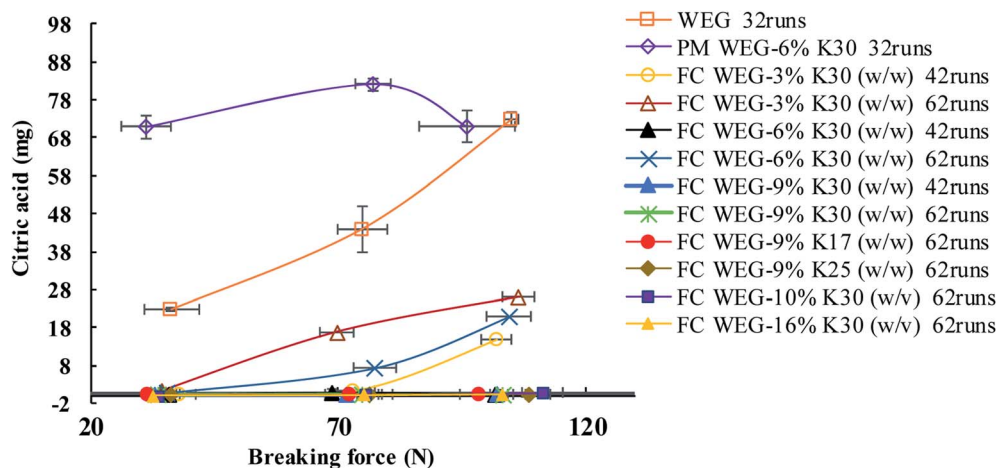 98
88
78
68
58
48
38
28
18
8
-2
Citric acid (mg)
20
70
120
Breaking force (N)
WEG 32runs
PM WEG-6% K30 32runs
FC WEG-3% K30 (w/w) 42runs
FC WEG-3% K30 (w/w) 62runs
FC WEG-6% K30 (w/w) 42runs
FC WEG-6% K30 (w/w) 62runs
FC WEG-9% K30 (w/w) 42runs
FC WEG-9% K30 (w/w) 62runs
FC WEG-9% K17 (w/w) 62runs
FC WEG-9% K25 (w/w) 62runs
FC WEG-10% K30 (w/v) 62runs
FC WEG-16% K30 (w/v) 62runs